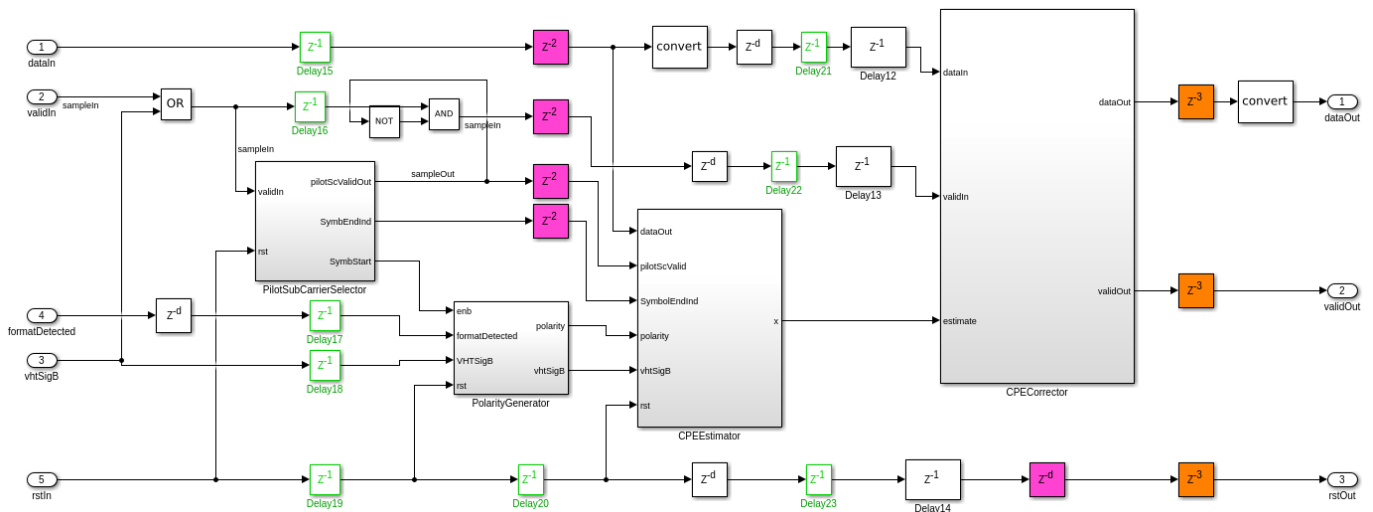 1
dataIn
Z-1
Delay15
Z-2
convert
Z-d
Z-1
Delay21
Z-1
Delay12
2
validIn
sampleIn
OR
Z-1
Delay16
NOT
AND
sampleIn
Z-2
sampleIn
sampleOut
Z-2
Z-2
validIn
rst
pilotScValidOut
SymbEndInd
SymbStart
PilotSubCarrierSelector
Z-d
Z-1
Delay22
Z-1
Delay13
dataIn
validIn
estimate
dataOut
validOut
CPECorrector
Z-3
convert
1
dataOut
Z-3
2
validOut
4
formatDetected
Z-d
Z-1
Delay17
3
vhtSigB
Z-1
Delay18
enb
formatDetected
VHTSigB
rst
polarity
vhtSigB
PolarityGenerator
dataOut
pilotScValid
SymbolEndInd
polarity
vhtSigB
rst
x
CPEEstimator
5
rstIn
Z-1
Delay19
Z-1
Delay20
Z-d
Z-1
Delay23
Z-1
Delay14
Z-d
Z-3
3
rstOut